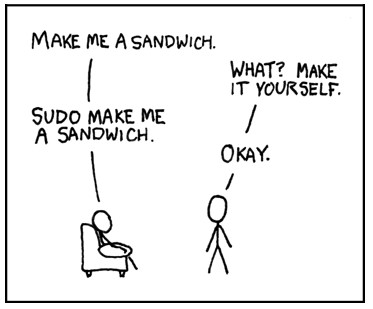 MAKE ME A SANDWICH.
WHAT? MAKE
IT YOURSELF.
SUDO MAKE ME
A SANDWICH.
OKAY.